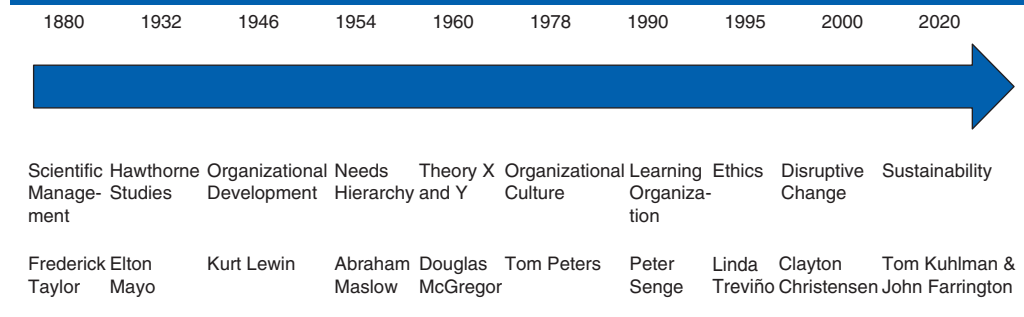 1880 1932 1946 1954 1960 1978 1990 1995 2000 2020
Scientific Hawthorne Organizational Needs Theory X Organizational Learning Ethics Disruptive Sustainability
Manage- Studies Development Hierarchy and Y Culture Organiza- Change
ment tion
Frederick Elton Kurt Lewin Abraham Douglas Tom Peters Peter Linda Clayton Tom Kuhlman &
Taylor Mayo Maslow McGregor Senge Treviño Christensen John Farrington